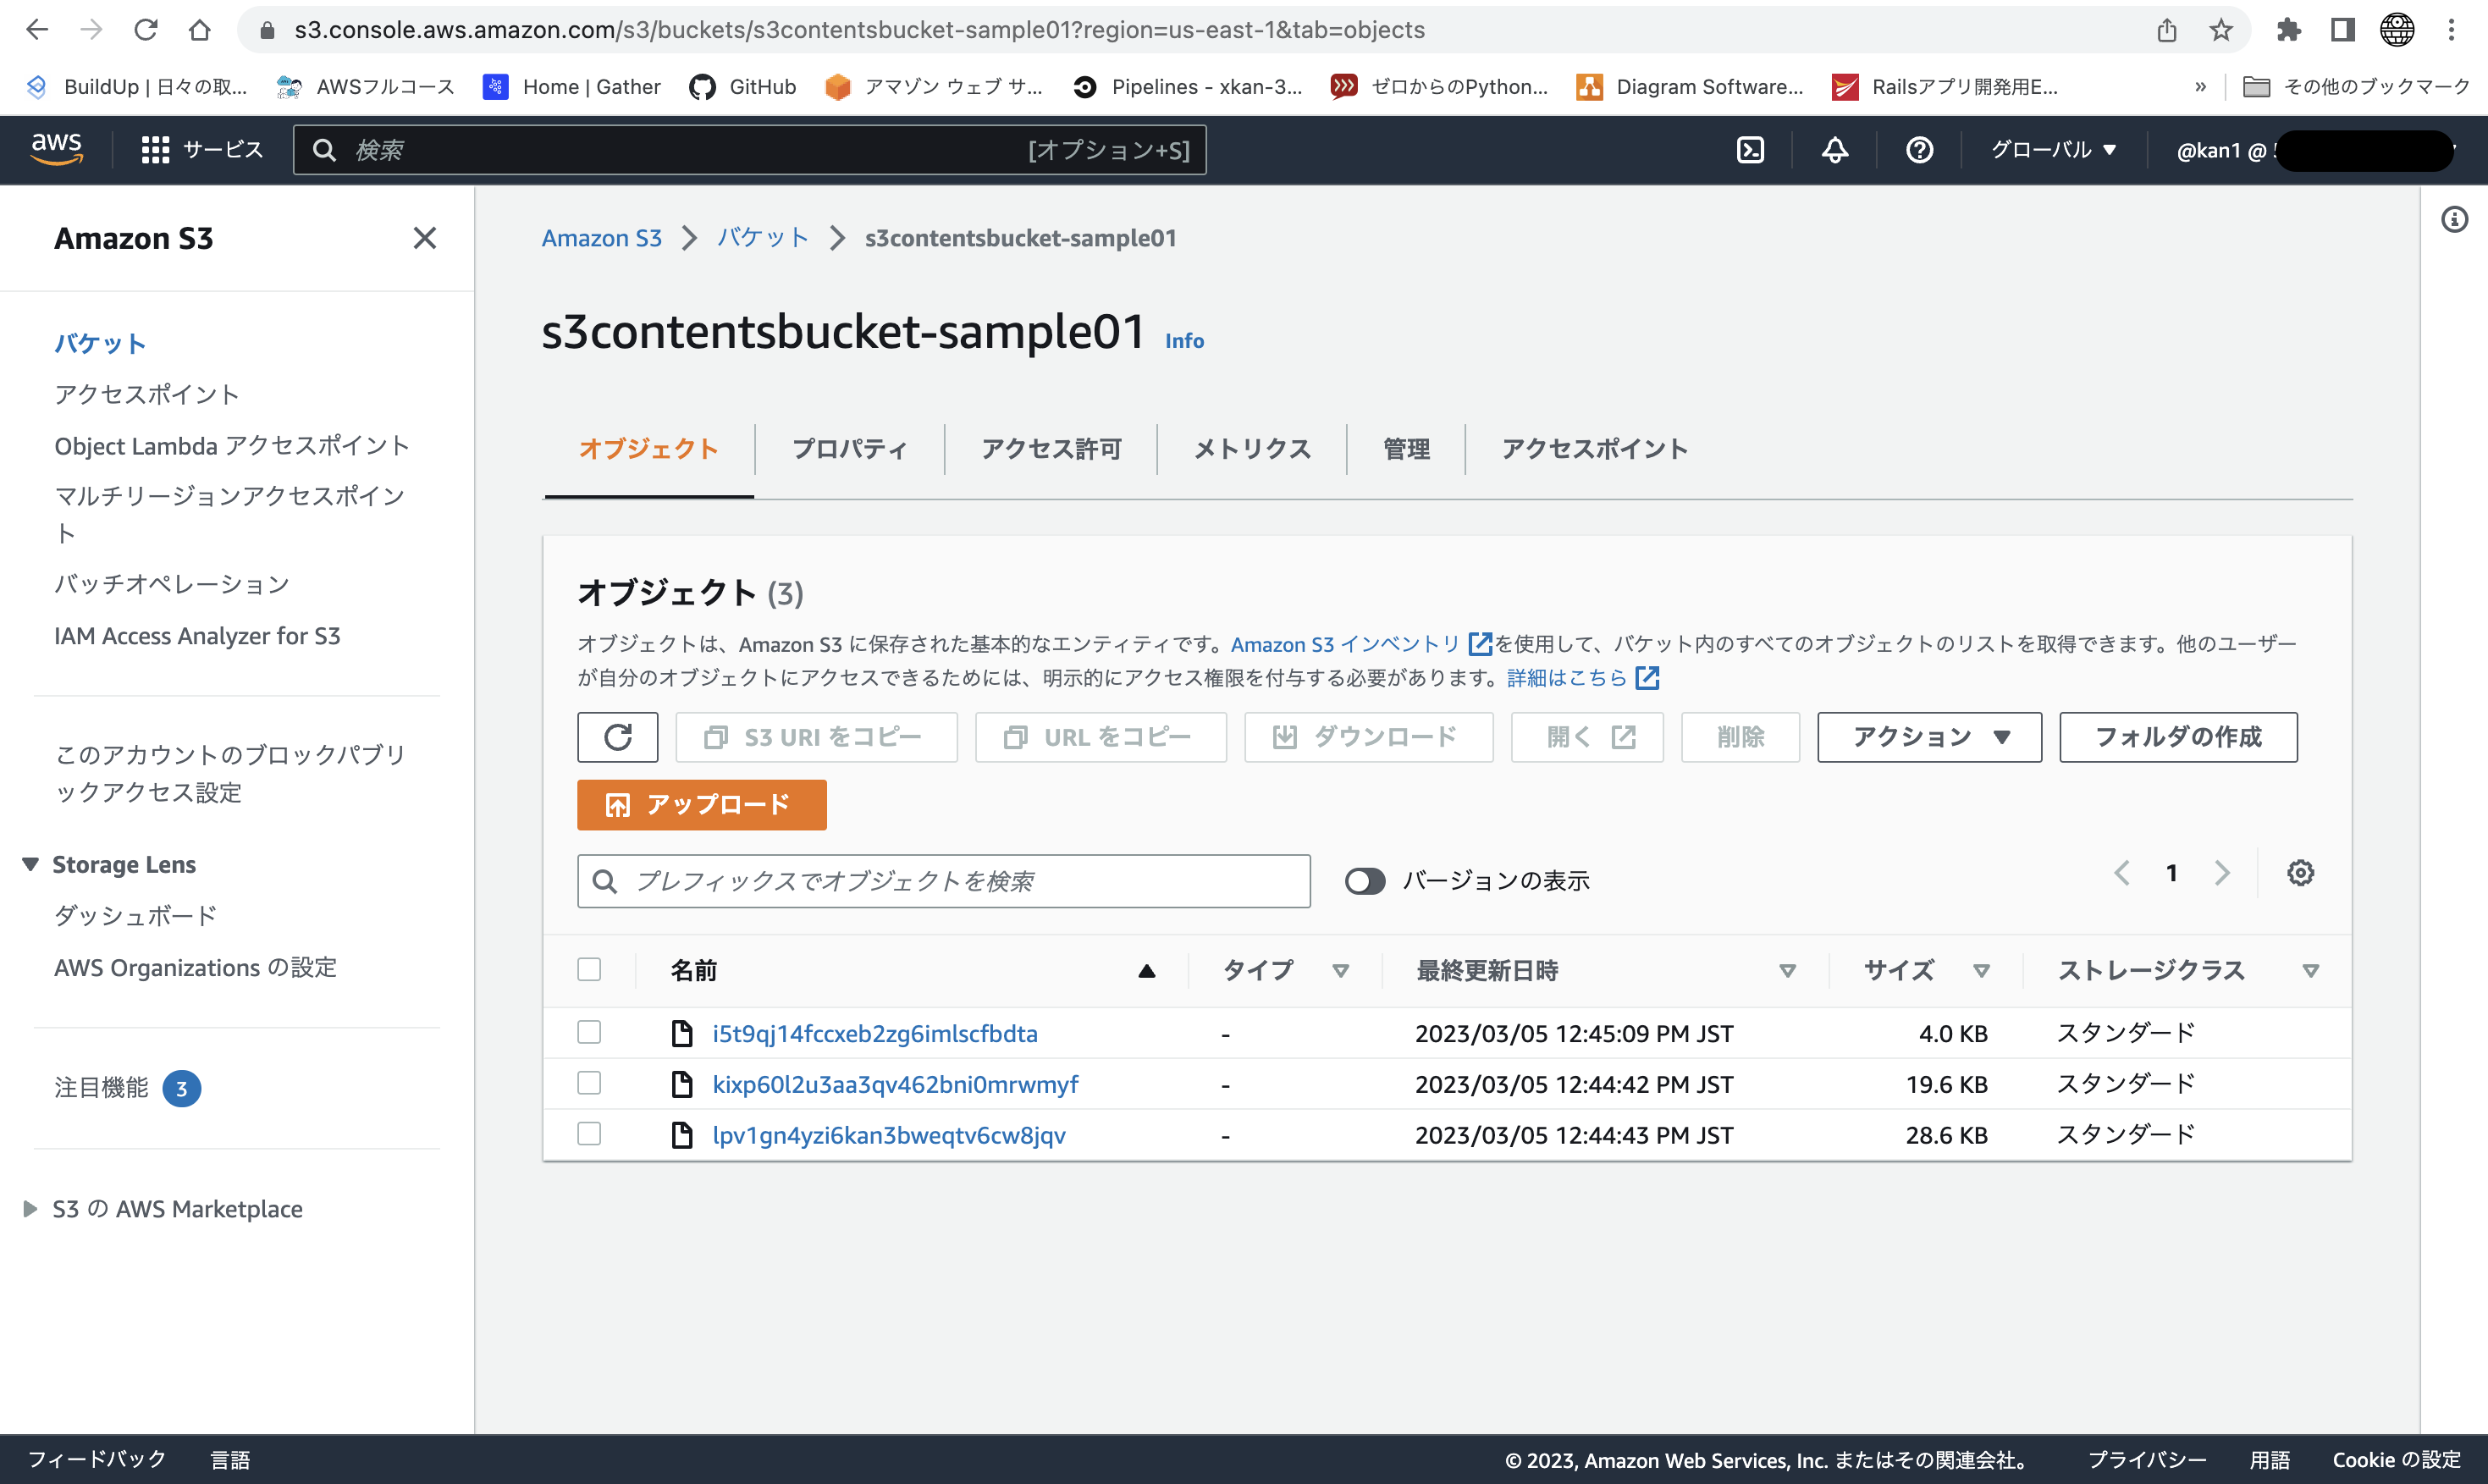 s3.console.aws.amazon.com/s3/buckets/s3contentsbucket-sample01?region=us-east-1&tab=objects
BuildUp | 日々の取... AWSフルコース Home | Gather GitHub アマゾン ウェブ サ... Pipelines - xkan-3... ゼロからのPython... Diagram Software... Railsアプリ開発用E... » その他のブックマーク
aws サービス 検索 [オプション+S] グローバル ▼ @kan1 @
Amazon S3
バケット
アクセスポイント
Object Lambda アクセスポイント
マルチリージョンアクセスポイン
ト
バッチオペレーション
IAM Access Analyzer for S3
このアカウントのブロックパブリ
ックアクセス設定
Storage Lens
ダッシュボード
AWS Organizations の設定
注目機能 3
S3 の AWS Marketplace
Amazon S3 > バケット > s3contentsbucket-sample01
s3contentsbucket-sample01 Info
オブジェクト プロパティ アクセス許可 メトリクス 管理 アクセスポイント
オブジェクト (3)
オブジェクトは、Amazon S3 に保存された基本的なエンティティです。Amazon S3 インベントリ を使用して、バケット内のすべてのオブジェクトのリストを取得できます。他のユーザー
が自分のオブジェクトにアクセスできるためには、明示的にアクセス権限を付与する必要があります。詳細はこちら
S3 URI をコピー URL をコピー ダウンロード 開く 削除 アクション ▼ フォルダの作成
アップロード
プレフィックスでオブジェクトを検索 バージョンの表示 1
名前 タイプ 最終更新日時 サイズ ストレージクラス
i5t9qj14fccxeb2zg6imlscfbdta - 2023/03/05 12:45:09 PM JST 4.0 KB スタンダード
kixp60l2u3aa3qv462bni0mrwmyf - 2023/03/05 12:44:42 PM JST 19.6 KB スタンダード
lpv1gn4yzi6kan3bweqtv6cw8jqv - 2023/03/05 12:44:43 PM JST 28.6 KB スタンダード
フィードバック 言語 © 2023, Amazon Web Services, Inc. またはその関連会社。 プライバシー 用語 Cookie の設定